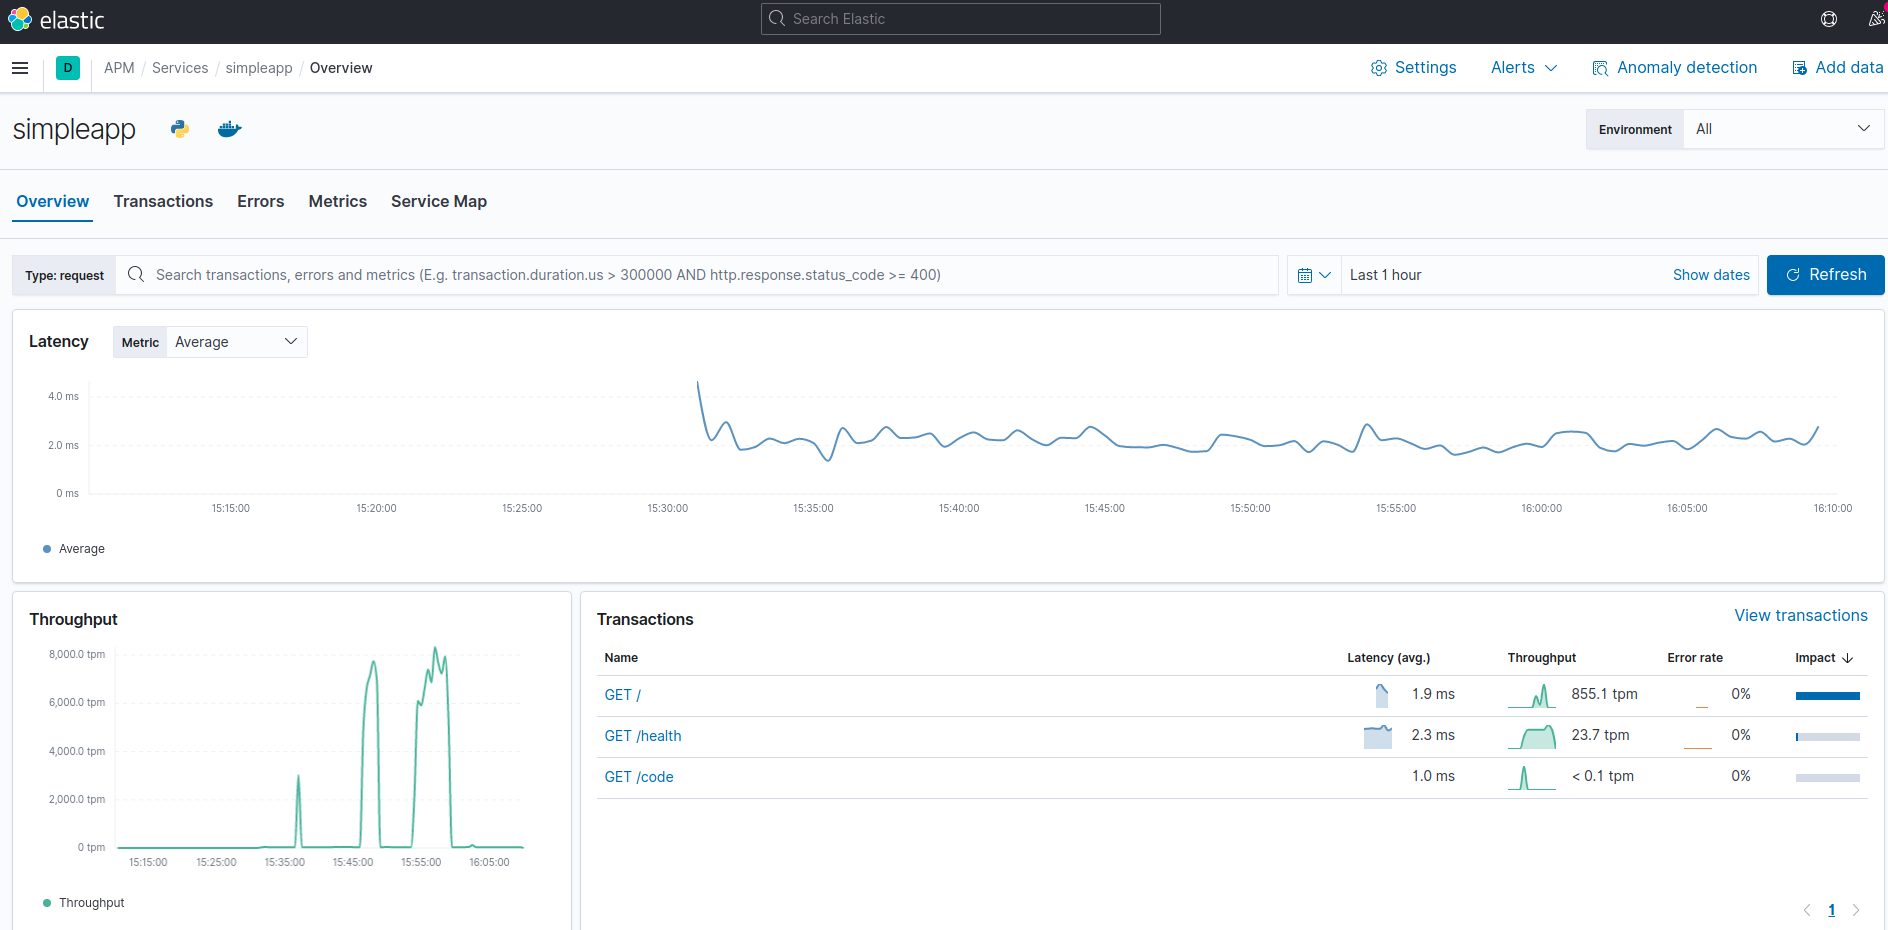 elastic
Search Elastic
D APM / Services / simpleapp / Overview Settings Alerts Anomaly detection Add data
simpleapp Environment All
Overview Transactions Errors Metrics Service Map
Type: request Search transactions, errors and metrics (E.g. transaction.duration.us > 300000 AND http.response.status_code >= 400) Last 1 hour Show dates Refresh
Latency Metric Average
4.0 ms
2.0 ms
0 ms
15:15:00 15:20:00 15:25:00 15:30:00 15:35:00 15:40:00 15:45:00 15:50:00 15:55:00 16:00:00 16:05:00 16:10:00
Average
Throughput
8,000.0 tpm
6,000.0 tpm
4,000.0 tpm
2,000.0 tpm
0 tpm
15:15:00 15:25:00 15:35:00 15:45:00 15:55:00 16:05:00
Throughput
Transactions View transactions
Name Latency (avg.) Throughput Error rate Impact
GET / 1.9 ms 855.1 tpm 0%
GET /health 2.3 ms 23.7 tpm 0%
GET /code 1.0 ms < 0.1 tpm 0%
1